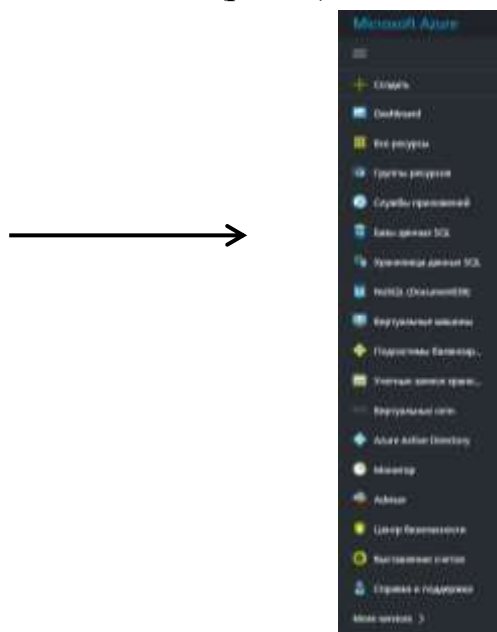 Microsoft Azure
Создать
Dashboard
Все ресурсы
Группы ресурсов
Службы приложений
Базы данных SQL
Хранилища данных SQL
NoSQL (DocumentDB)
Виртуальные машины
Подсистемы балансир...
Учетные записи хране...
Виртуальные сети
Azure Active Directory
Монитор
Advisor
Центр безопасности
Выставление счетов
Справка и поддержка
More services >